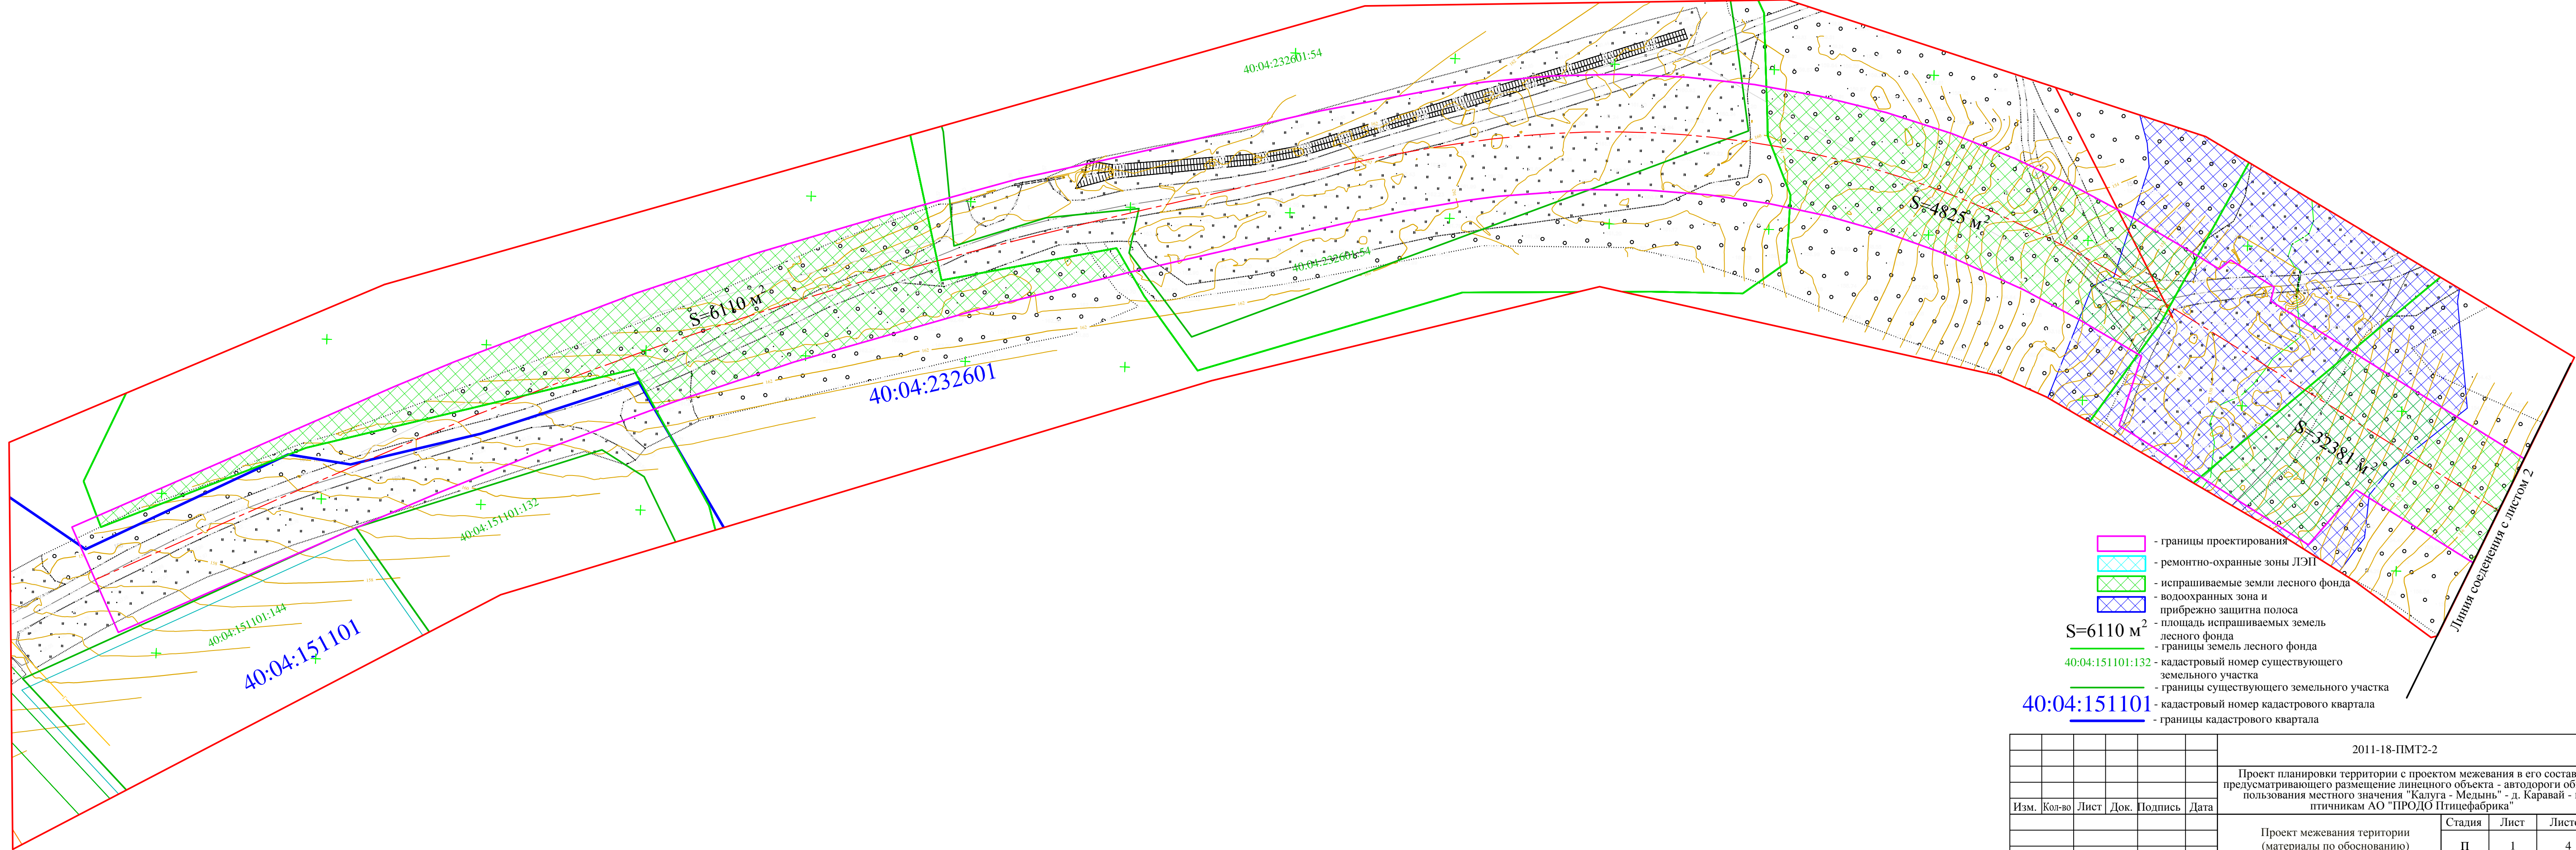 40:04:232601:54
S=4825 м²
40:04:232601:54
S=6110 м²
40:04:232601
S=32381 м²
40:04:151101:132
Линия соедения с листом 2
40:04:151101:144
40:04:151101
- границы проектирования
- ремонтно-охранные зоны ЛЭП
- испрашиваемые земли лесного фонда
- водоохранных зона и
прибрежно защитна полоса
S=6110 м² - площадь испрашиваемых земель
лесного фонда
- границы земель лесного фонда
40:04:151101:132 - кадастровый номер существующего
земельного участка
- границы существующего земельного участка
40:04:151101 - кадастровый номер кадастрового квартала
- границы кадастрового квартала
2011-18-ПМТ2-2
Проект планировки территории с проектом межевания в его состав
предусматривающего размещение линецного объекта - автодороги об
пользования местного значения "Калуга - Медынь" - д. Каравай -
птичникам АО "ПРОДО Птицефабрика"
Изм. Кол-во Лист Док. Подпись Дата
Проект межевания територии
(материалы по обоснованию)
Стадия Лист Листо
П 1 4